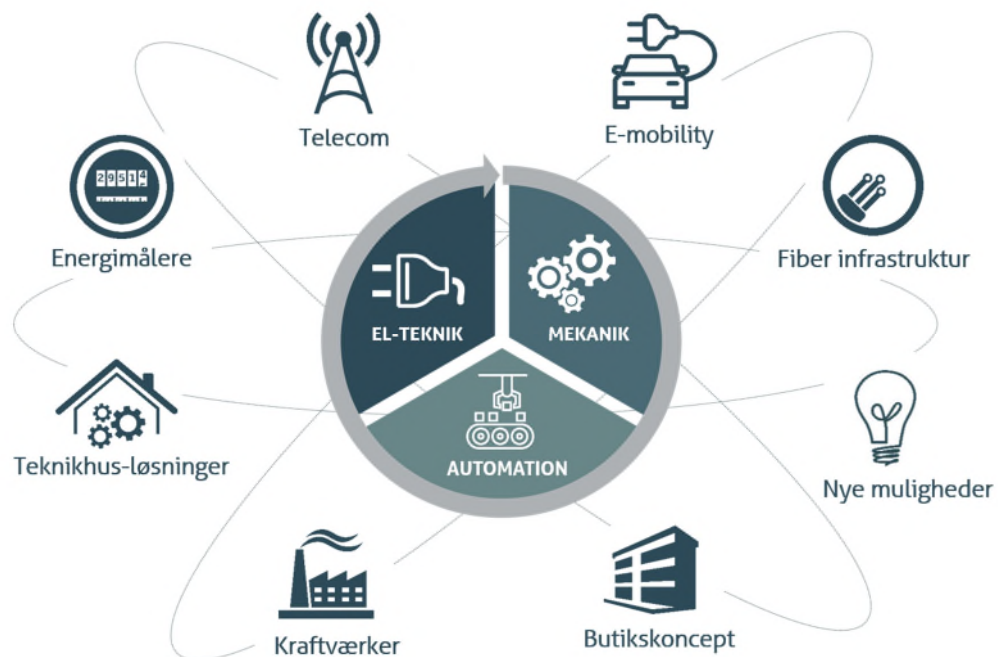 Telecom
E-mobility
Energimålere
Fiber infrastruktur
EL-TEKNIK
MEKANIK
AUTOMATION
Teknikhus-løsninger
Nye muligheder
Kraftværker
Butikskoncept